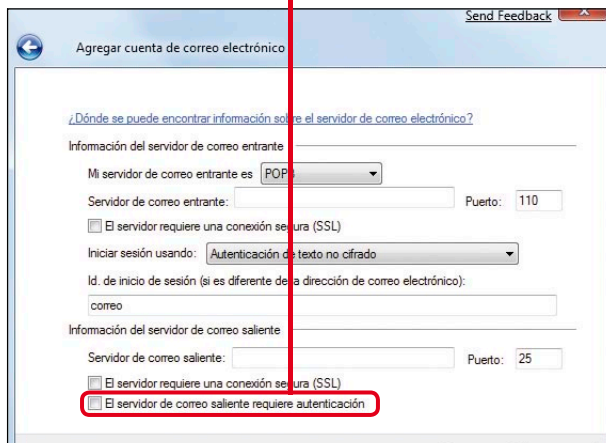 Send Feedback
Agregar cuenta de correo electrónico
¿Dónde se puede encontrar información sobre el servidor de correo electrónico?
Información del servidor de correo entrante
Mi servidor de correo entrante es POP3
Servidor de correo entrante: Puerto: 110
El servidor requiere una conexión segura (SSL)
Iniciar sesión usando: Autenticación de texto no cifrado
Id. de inicio de sesión (si es diferente de la dirección de correo electrónico):
correo
Información del servidor de correo saliente
Servidor de correo saliente: Puerto: 25
El servidor requiere una conexión segura (SSL)
El servidor de correo saliente requiere autenticación